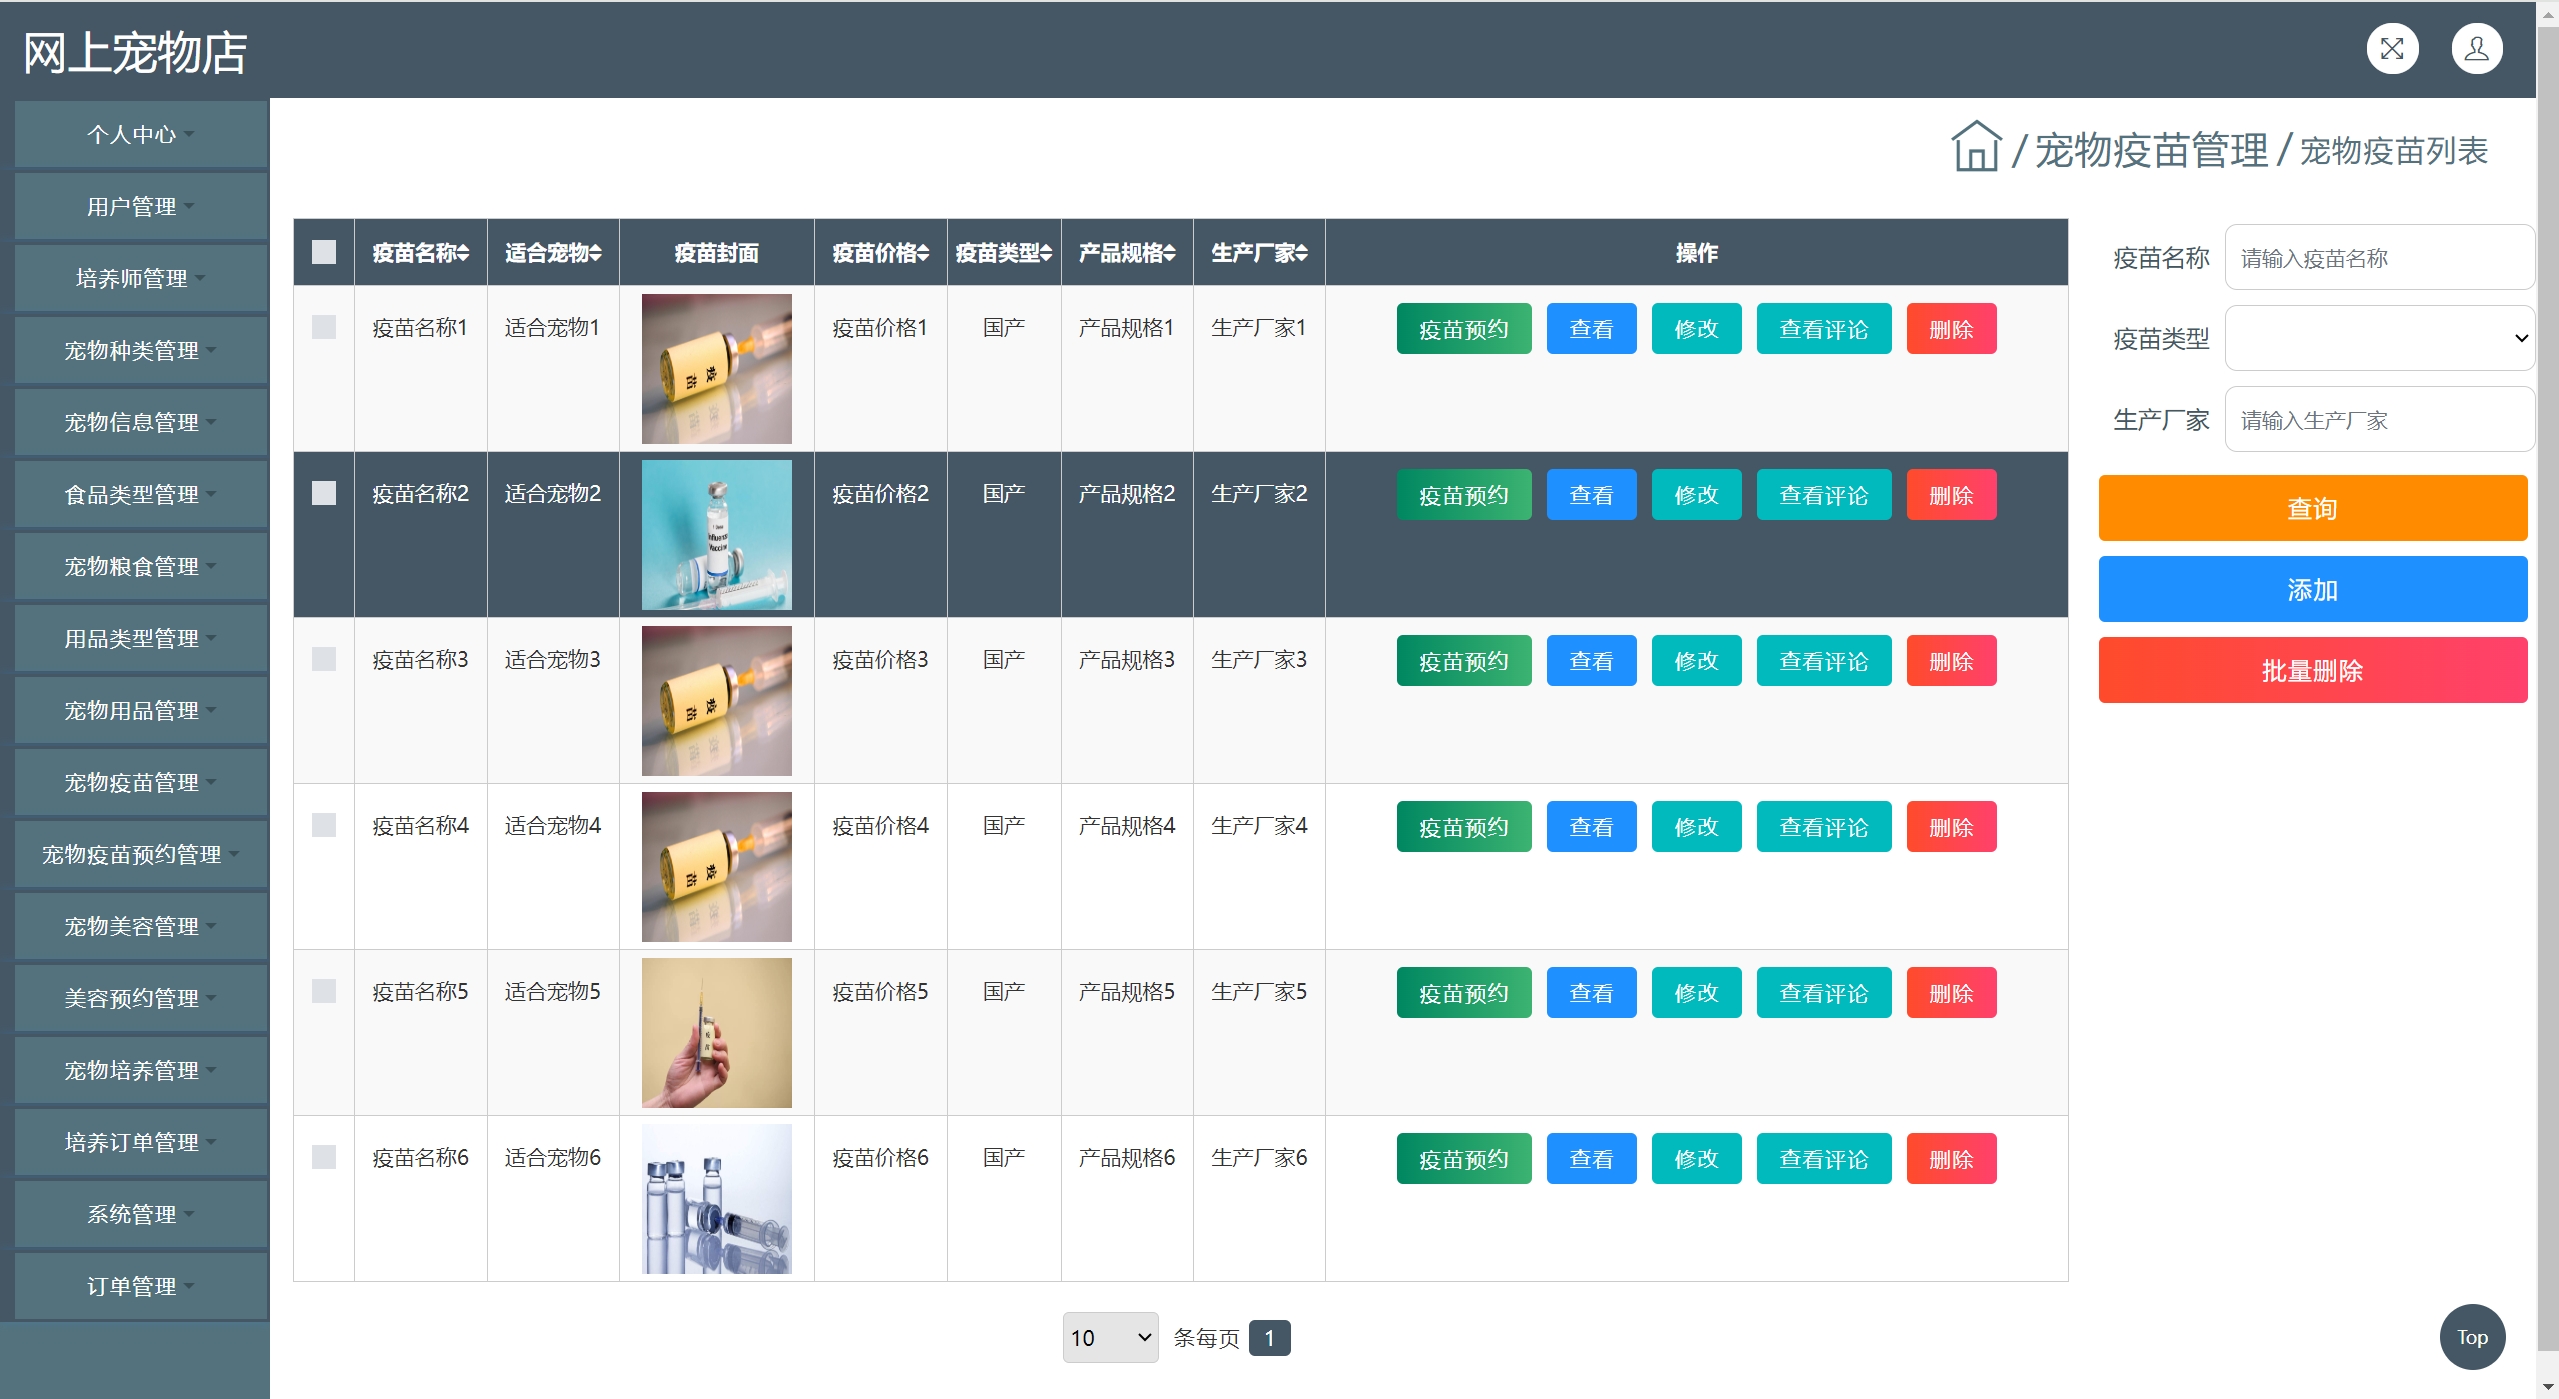 网上宠物店
个人中心
用户管理
培养师管理
宠物种类管理
宠物信息管理
食品类型管理
宠物粮食管理
用品类型管理
宠物用品管理
宠物疫苗管理
宠物疫苗预约管理
宠物美容管理
美容预约管理
宠物培养管理
培养订单管理
系统管理
订单管理
/ 宠物疫苗管理 / 宠物疫苗列表
疫苗名称 适合宠物 疫苗封面 疫苗价格 疫苗类型 产品规格 生产厂家 操作
疫苗名称1 适合宠物1 疫苗 疫苗价格1 国产 产品规格1 生产厂家1 疫苗预约 查看 修改 查看评论 删除
疫苗名称2 适合宠物2 Influenza Vaccine 疫苗价格2 国产 产品规格2 生产厂家2 疫苗预约 查看 修改 查看评论 删除
疫苗名称3 适合宠物3 疫苗 疫苗价格3 国产 产品规格3 生产厂家3 疫苗预约 查看 修改 查看评论 删除
疫苗名称4 适合宠物4 疫苗 疫苗价格4 国产 产品规格4 生产厂家4 疫苗预约 查看 修改 查看评论 删除
疫苗名称5 适合宠物5 疫苗 疫苗价格5 国产 产品规格5 生产厂家5 疫苗预约 查看 修改 查看评论 删除
疫苗名称6 适合宠物6 疫苗价格6 国产 产品规格6 生产厂家6 疫苗预约 查看 修改 查看评论 删除
10 条每页 1
疫苗名称 请输入疫苗名称
疫苗类型
生产厂家 请输入生产厂家
查询
添加
批量删除
Top